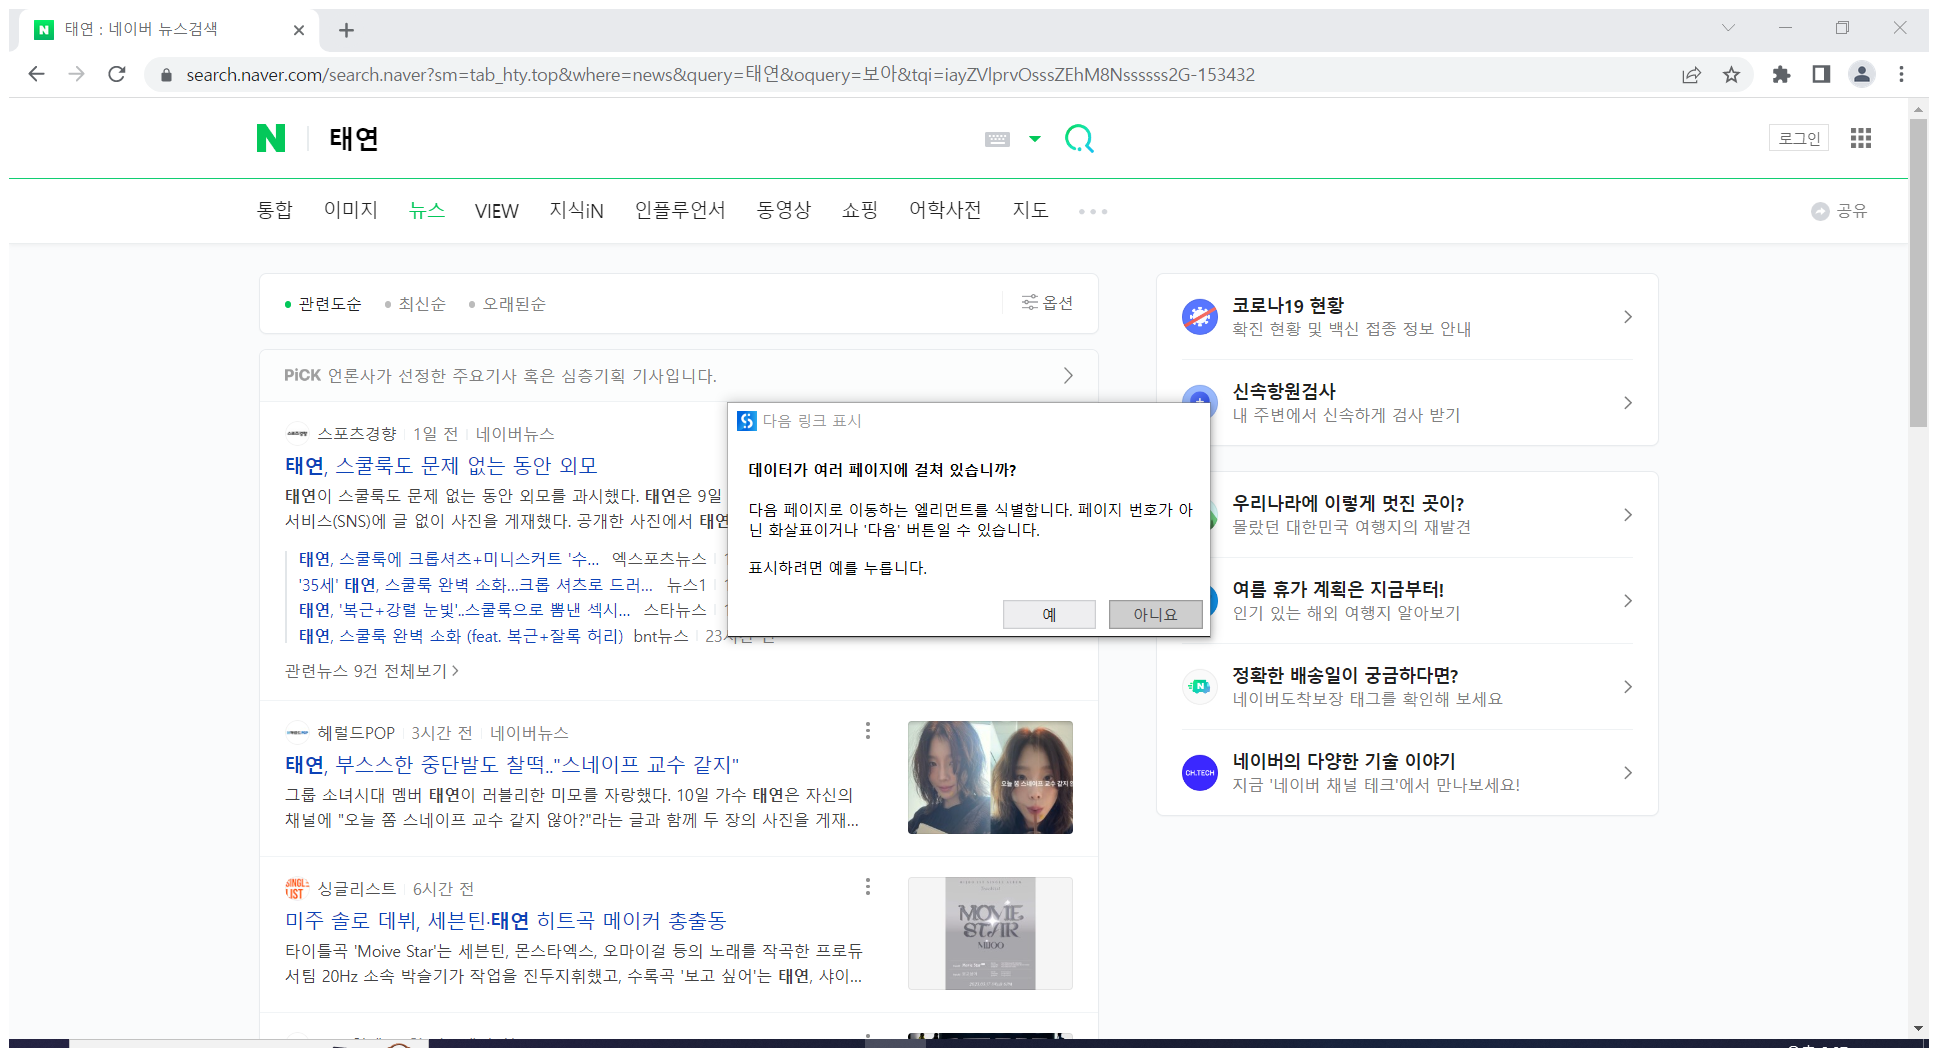 태연 : 네이버 뉴스검색
search.naver.com/search.naver?sm=tab_hty.top&where=news&query=태연&oquery=보아&tqi=iayZVlprvOsssZEhM8Nssssss2G-153432
N 태연
로그인
통합 이미지 뉴스 VIEW 지식iN 인플루언서 동영상 쇼핑 어학사전 지도
공유
관련도순 최신순 오래된순 옵션
PiCK 언론사가 선정한 주요기사 혹은 심층기획 기사입니다.
스포츠경향 1일 전 네이버뉴스
태연, 스쿨룩도 문제 없는 동안 외모
태연이 스쿨룩도 문제 없는 동안 외모를 과시했다. 태연은 9일
서비스(SNS)에 글 없이 사진을 게재했다. 공개한 사진에서 태연
태연, 스쿨룩에 크롭셔츠+미니스커트 '수... 엑스포츠뉴스
'35세' 태연, 스쿨룩 완벽 소화...크롭 셔츠로 드러... 뉴스1
태연, '복근+강렬 눈빛'..스쿨룩으로 뽐낸 섹시... 스타뉴스
태연, 스쿨룩 완벽 소화 (feat. 복근+잘록 허리) bnt뉴스 23시간 전
관련뉴스 9건 전체보기
다음 링크 표시
데이터가 여러 페이지에 걸쳐 있습니까?
다음 페이지로 이동하는 엘리먼트를 식별합니다. 페이지 번호가 아
닌 화살표이거나 '다음' 버튼일 수 있습니다.
표시하려면 예를 누릅니다.
예 아니요
헤럴드POP 3시간 전 네이버뉴스
태연, 부스스한 중단발도 찰떡.."스네이프 교수 같지"
그룹 소녀시대 멤버 태연이 러블리한 미모를 자랑했다. 10일 가수 태연은 자신의
채널에 "오늘 쫌 스네이프 교수 같지 않아?"라는 글과 함께 두 장의 사진을 게재...
오늘 쫌 스네이프 교수 같지
SINGLE
LIST
싱글리스트 6시간 전
미주 솔로 데뷔, 세븐틴·태연 히트곡 메이커 총출동
타이틀곡 'Moive Star'는 세븐틴, 몬스타엑스, 오마이걸 등의 노래를 작곡한 프로듀
서팀 20Hz 소속 박슬기가 작업을 진두지휘했고, 수록곡 '보고 싶어'는 태연, 샤이...
MOVIE
STAR
MIJOO
코로나19 현황
확진 현황 및 백신 접종 정보 안내
신속항원검사
내 주변에서 신속하게 검사 받기
우리나라에 이렇게 멋진 곳이?
몰랐던 대한민국 여행지의 재발견
여름 휴가 계획은 지금부터!
인기 있는 해외 여행지 알아보기
정확한 배송일이 궁금하다면?
네이버도착보장 태그를 확인해 보세요
CH.TECH
네이버의 다양한 기술 이야기
지금 '네이버 채널 테크'에서 만나보세요!